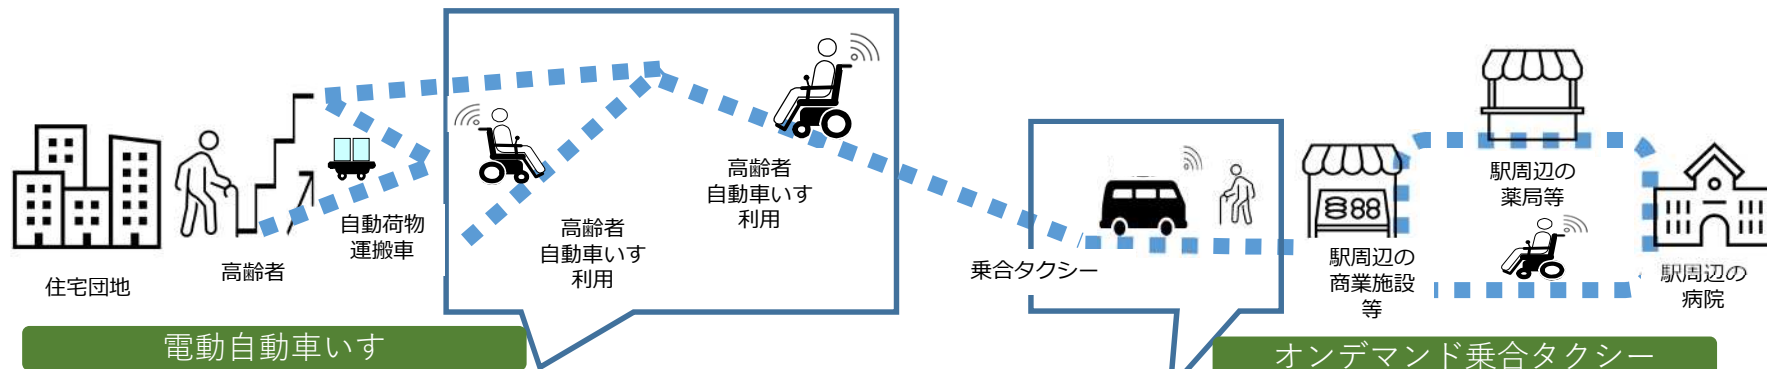 住宅団地
高齢者
自動荷物
運搬車
高齢者
自動車いす
利用
高齢者
自動車いす
利用
乗合タクシー
駅周辺の
商業施設
等
駅周辺の
薬局等
駅周辺の
病院
電動自動車いす
オンデマンド乗合タクシー